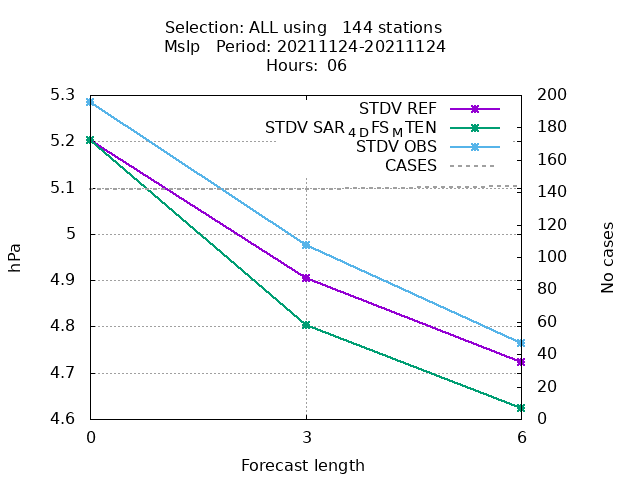 Selection: ALL using   144 stations
Mslp   Period: 20211124-20211124
Hours: 06
STDV REF
STDV SAR 4 D FS M TEN
STDV OBS
CASES
5.3
5.2
5.1
5
4.9
4.8
4.7
4.6
hPa
200
180
160
140
120
100
80
60
40
20
0
No cases
0 3 6
Forecast length